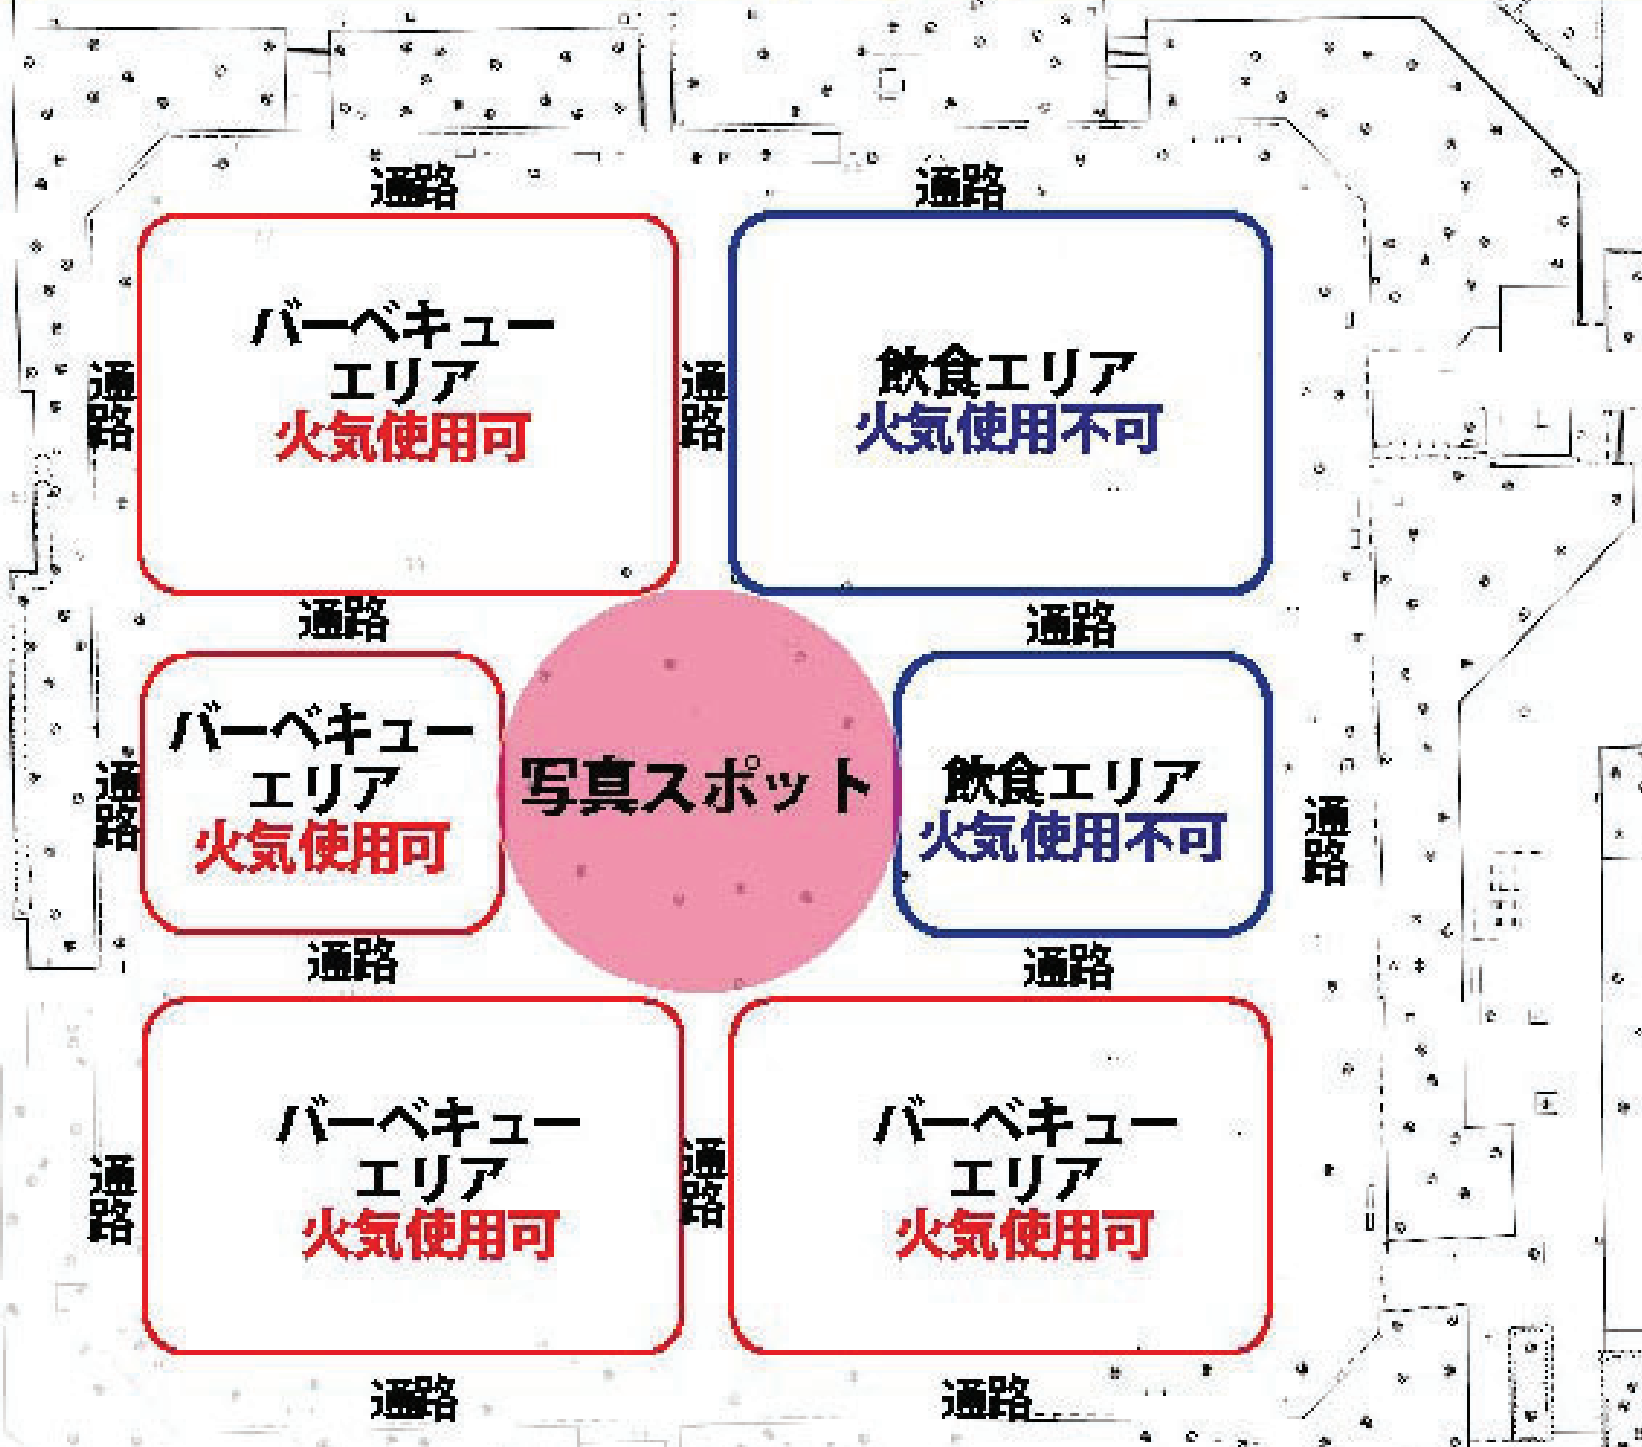 通路
通路
バーベキュー
エリア
火気使用可
飲食エリア
火気使用不可
通路
通路
通路
通路
バーベキュー
エリア
火気使用可
写真スポット
飲食エリア
火気使用不可
通路
通路
通路
通路
バーベキュー
エリア
火気使用可
バーベキュー
エリア
火気使用可
通路
通路
通路
通路